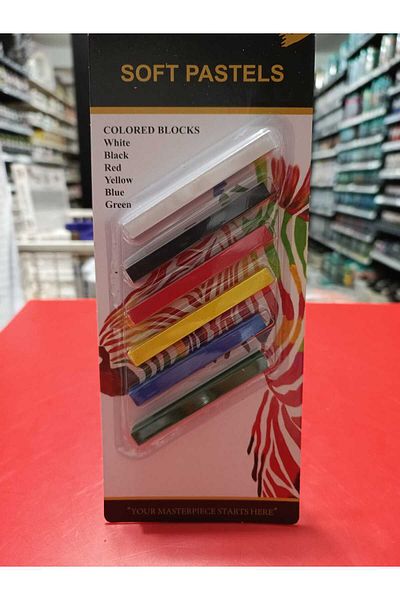 SOFT PASTELS
COLORED BLOCKS
White
Black
Red
Yellow
Blue
Green
"YOUR MASTERPIECE STARTS HERE"